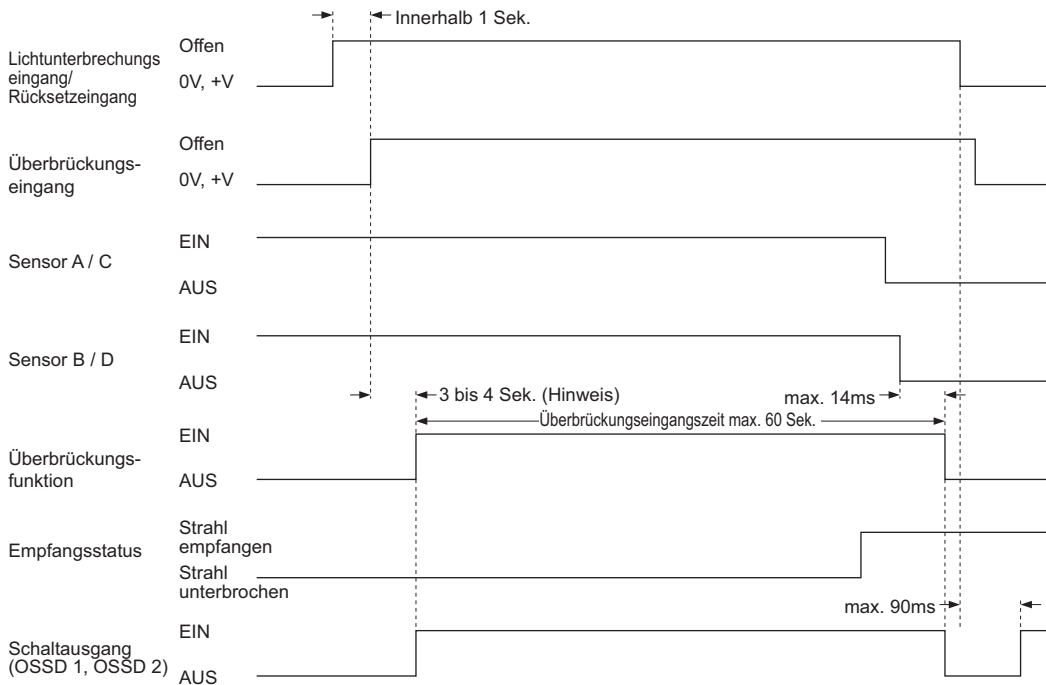 Innerhalb 1 Sek.
Lichtunterbrechungs
eingang/
Rücksetzeingang
Offen
0V, +V
Überbrückungs-
eingang
Offen
0V, +V
Sensor A / C
EIN
AUS
Sensor B / D
EIN
AUS
3 bis 4 Sek. (Hinweis)
max. 14ms
Überbrückungseingangszeit max. 60 Sek.
Überbrückungs-
funktion
EIN
AUS
Empfangsstatus
Strahl
empfangen
Strahl
unterbrochen
max. 90ms
Schaltausgang
(OSSD 1, OSSD 2)
EIN
AUS